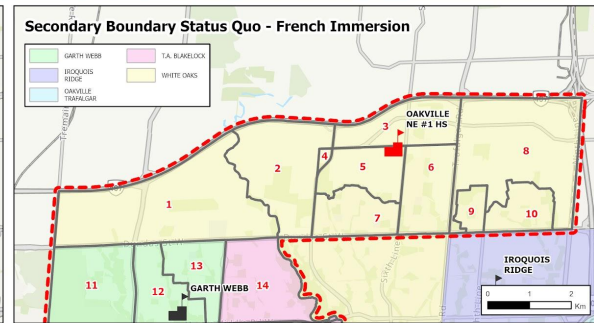 Secondary Boundary Status Quo - French Immersion
GARTH WEBB
T.A. BLAKELOCK
IROQUOIS
RIDGE
WHITE OAKS
OAKVILLE
TRAFALGAR
OAKVILLE
NE #1 HS
3
4
2
5
6
8
1
7
9
10
Sixth Line
13
11
12
14
GARTH WEBB
IROQUOIS
RIDGE
0 1 2
Km